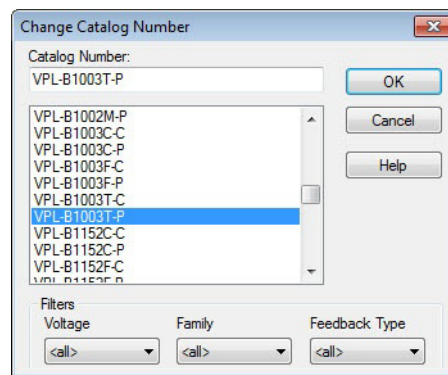 Change Catalog Number
Catalog Number:
VPL-B1003T-P
OK
VPL-B1002M-P
VPL-B1003C-C
VPL-B1003C-P
VPL-B1003F-C
VPL-B1003F-P
VPL-B1003T-C
VPL-B1003T-P
VPL-B1152C-C
VPL-B1152C-P
VPL-B1152F-C
Cancel
Help
Filters
Voltage
Family
Feedback Type
<all>
<all>
<all>